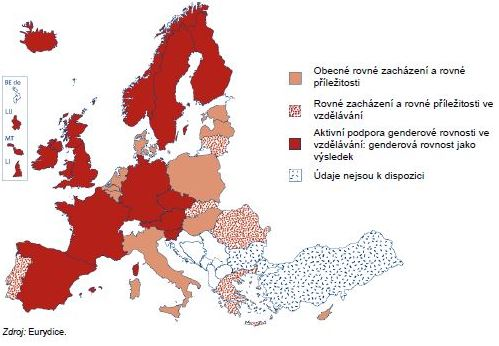 BE de
LU
MT
LI
Obecné rovné zacházení a rovné
příležitosti
Rovné zacházení a rovné příležitosti ve
vzdělávání
Aktivní podpora genderové rovnosti ve
vzdělávání: genderová rovnost jako
výsledek
Údaje nejsou k dispozici
Zdroj: Eurydice.